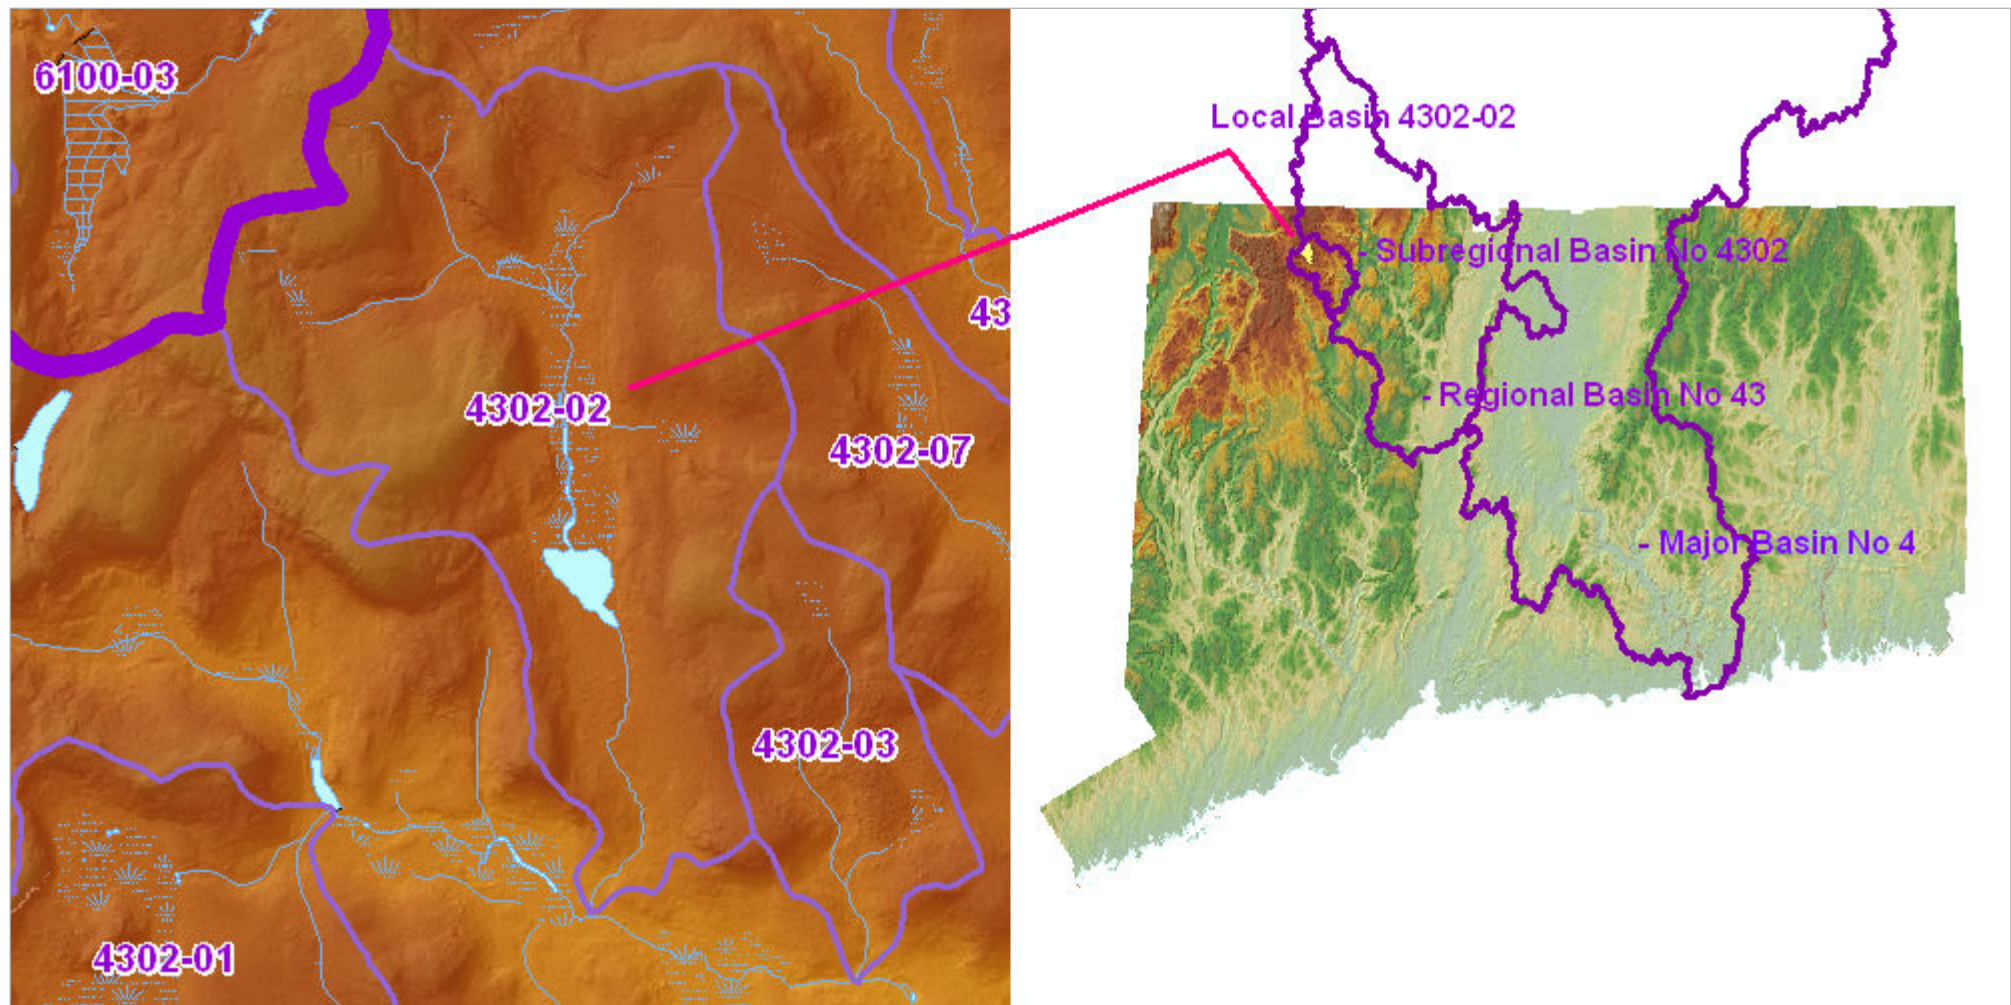 6100-03
43
4302-02
4302-07
4302-03
4302-01
Local Basin 4302-02
- Subregional Basin No 4302
- Regional Basin No 43
- Major Basin No 4